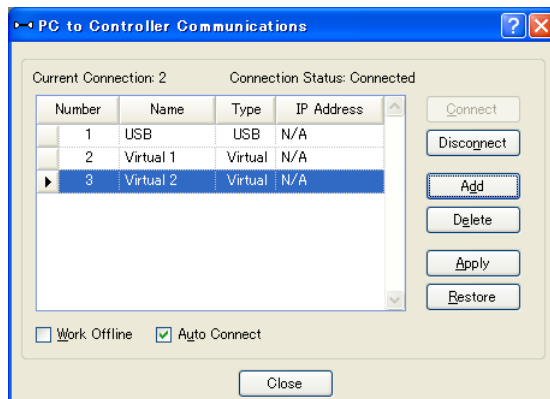 PC to Controller Communications
Current Connection: 2 Connection Status: Connected
Number Name Type IP Address
1 USB USB N/A
2 Virtual 1 Virtual N/A
3 Virtual 2 Virtual N/A
Connect
Disconnect
Add
Delete
Apply
Restore
Work Offline Auto Connect
Close